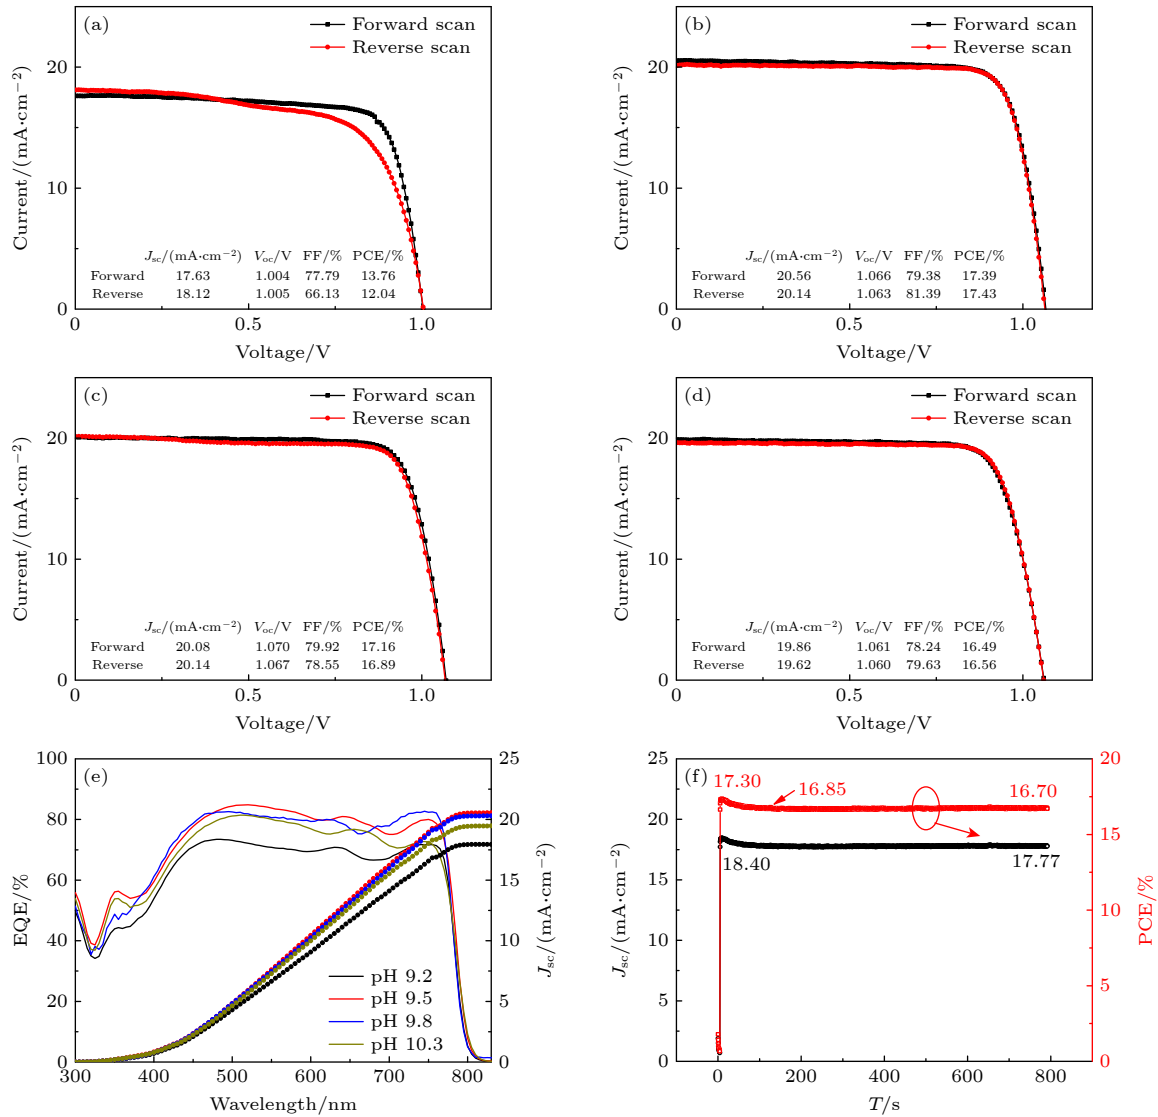 (a)
Forward scan
Reverse scan
Current/(mA·cm−2)
20
10
0
Jsc/(mA·cm−2) Voc/V FF/% PCE/%
Forward 17.63 1.004 77.79 13.76
Reverse 18.12 1.005 66.13 12.04
0 0.5 1.0
Voltage/V
(b)
Forward scan
Reverse scan
Current/(mA·cm−2)
20
10
0
Jsc/(mA·cm−2) Voc/V FF/% PCE/%
Forward 20.56 1.066 79.38 17.39
Reverse 20.14 1.063 81.39 17.43
0 0.5 1.0
Voltage/V
(c)
Forward scan
Reverse scan
Current/(mA·cm−2)
20
10
0
Jsc/(mA·cm−2) Voc/V FF/% PCE/%
Forward 20.08 1.070 79.92 17.16
Reverse 20.14 1.067 78.55 16.89
0 0.5 1.0
Voltage/V
(d)
Forward scan
Reverse scan
Current/(mA·cm−2)
20
10
0
Jsc/(mA·cm−2) Voc/V FF/% PCE/%
Forward 19.86 1.061 78.24 16.49
Reverse 19.62 1.060 79.63 16.56
0 0.5 1.0
Voltage/V
(e)
EQE/%
100
80
60
40
20
0
25
20
15
10
5
0
Jsc/(mA·cm−2)
pH 9.2
pH 9.5
pH 9.8
pH 10.3
300 400 500 600 700 800
Wavelength/nm
(f)
Jsc/(mA·cm−2)
25
20
15
10
5
0
17.30
16.85
16.70
18.40
17.77
20
15
10
5
0
PCE/%
0 200 400 600 800
T/s